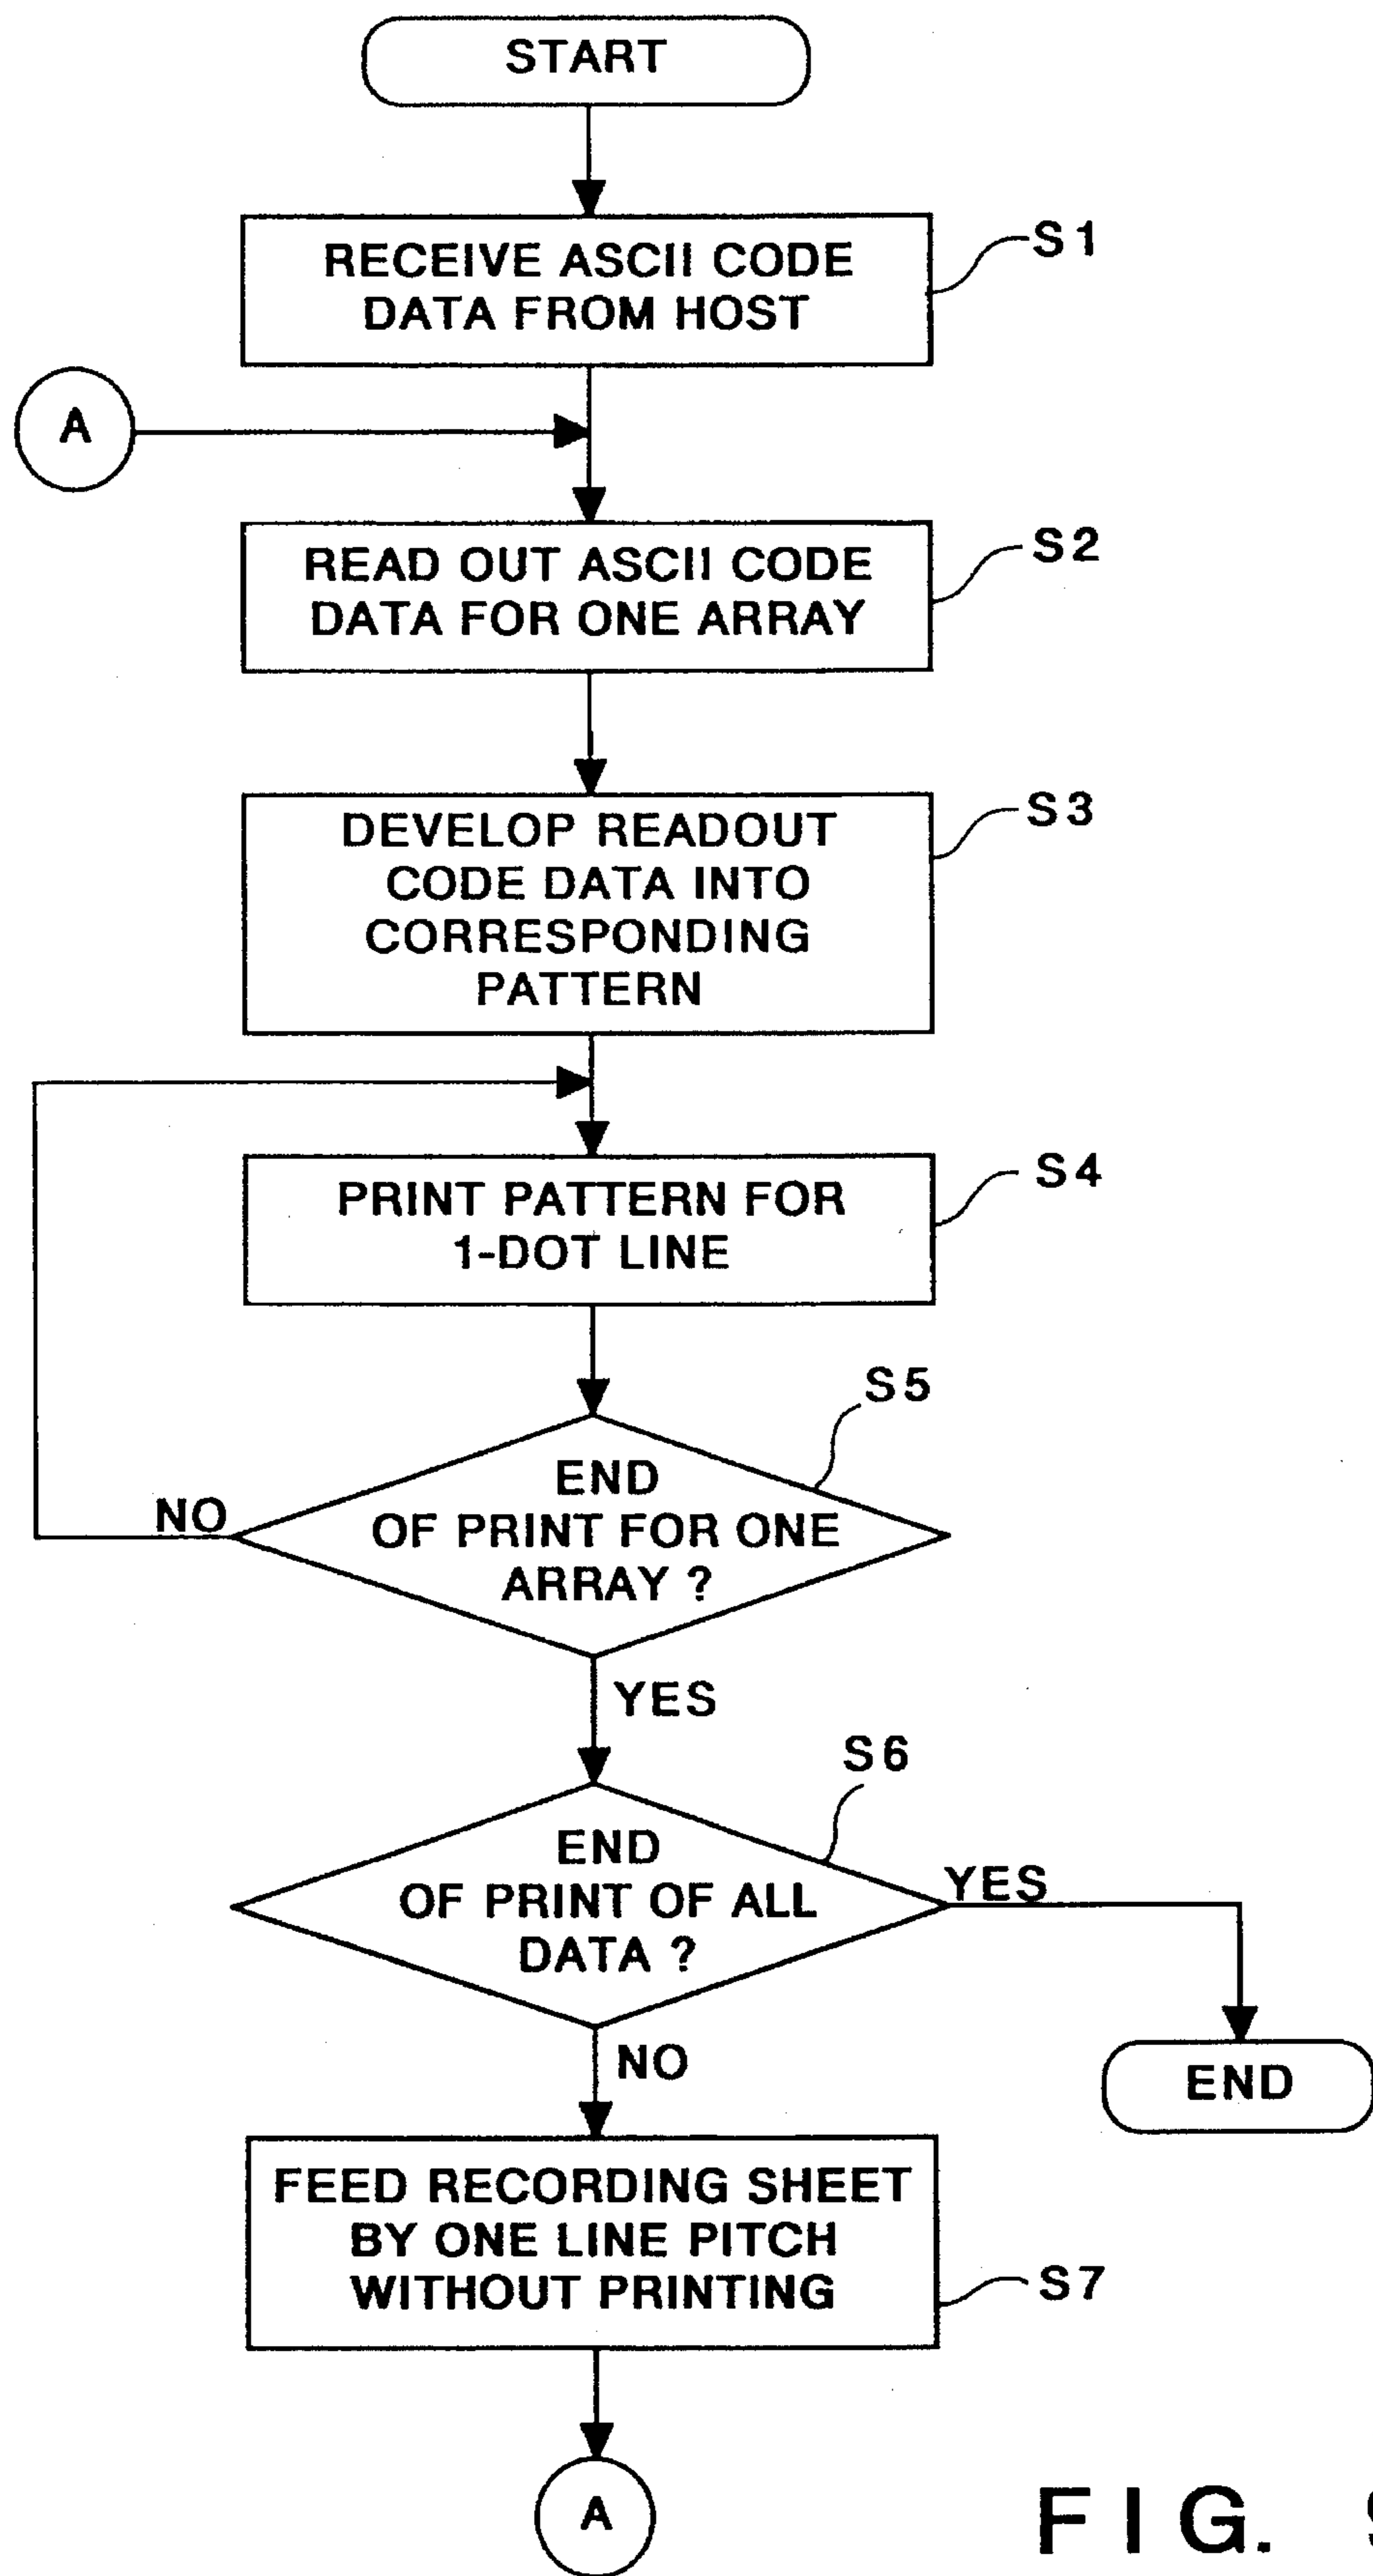 START
RECEIVE ASCII CODE
DATA FROM HOST
S1
A
READ OUT ASCII CODE
DATA FOR ONE ARRAY
S2
DEVELOP READOUT
CODE DATA INTO
CORRESPONDING
PATTERN
S3
PRINT PATTERN FOR
1-DOT LINE
S4
S5
END
OF PRINT FOR ONE
ARRAY ?
NO
YES
S6
END
OF PRINT OF ALL
DATA ?
YES
NO
END
FEED RECORDING SHEET
BY ONE LINE PITCH
WITHOUT PRINTING
S7
A
FIG.